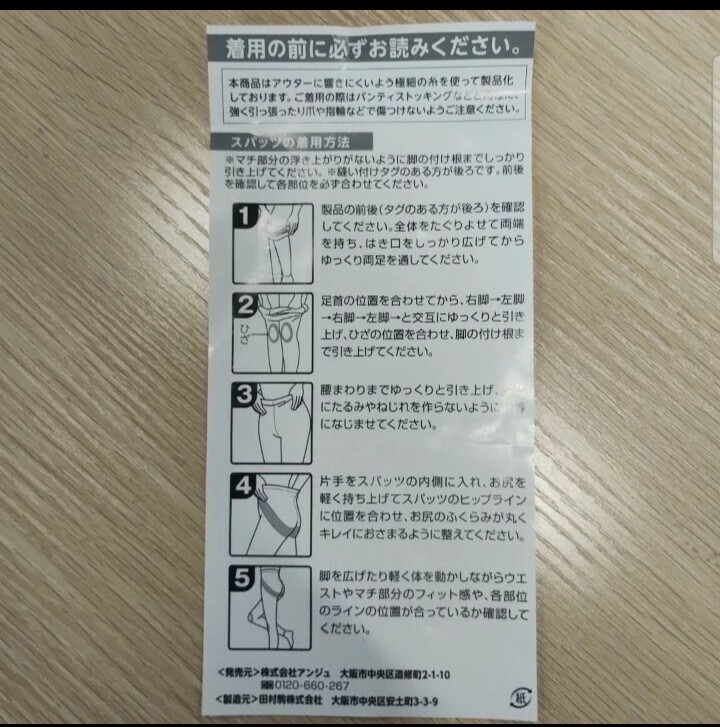 着用の前に必ずお読みください。
本商品はアウターに響きにくいよう極細の糸を使って製品化
しております。ご着用の際はパンティストッキングなどと同様に、
強く引っ張ったり爪や指輪などで傷つけないようご注意ください。
スパッツの着用方法
※マチ部分の浮き上がりがないように脚の付け根までしっかり
引き上げてください。※縫い付けタグのある方が後ろです。前後
を確認して各部位を必ず合わせてください。
1
製品の前後(タグのある方が後ろ)を確認
してください。全体をたぐりよせて両端
を持ち、はき口をしっかり広げてから
ゆっくり両足を通してください。
2
ひざ
足首の位置を合わせてから、右脚→左脚
→右脚→左脚→と交互にゆっくりと引き
上げ、ひざの位置を合わせ、脚の付け根ま
で引き上げてください。
3
腰まわりまでゆっくりと引き上げ、
にたるみやねじれを作らないように
になじませてください。
4
片手をスパッツの内側に入れ、お尻を
軽く持ち上げてスパッツのヒップライン
に位置を合わせ、お尻のふくらみが丸く
キレイにおさまるように整えてください。
5
脚を広げたり軽く体を動かしながらウエ
ストやマチ部分のフィット感や、各部位
のラインの位置が合っているか確認して
ください。
<発売元>株式会社アンジュ 大阪市中央区道修町2-1-10
0120-660-267
<製造元>田村駒株式会社 大阪市中央区安土町3-3-9
紙